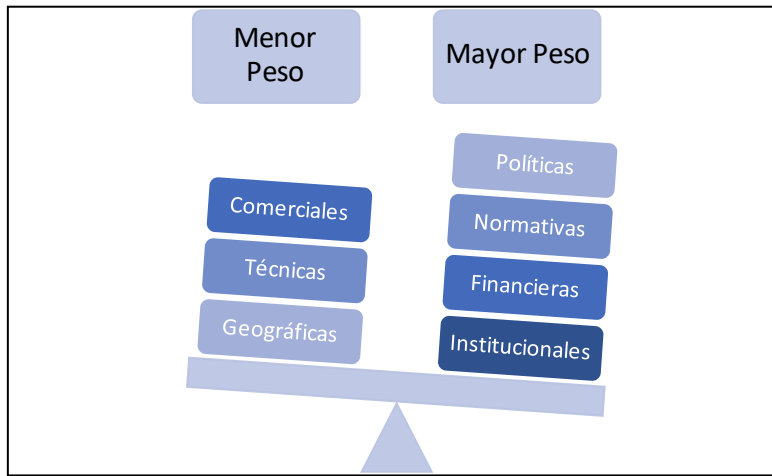 Menor
Peso
Mayor Peso
Comerciales
Técnicas
Geográficas
Políticas
Normativas
Financieras
Institucionales